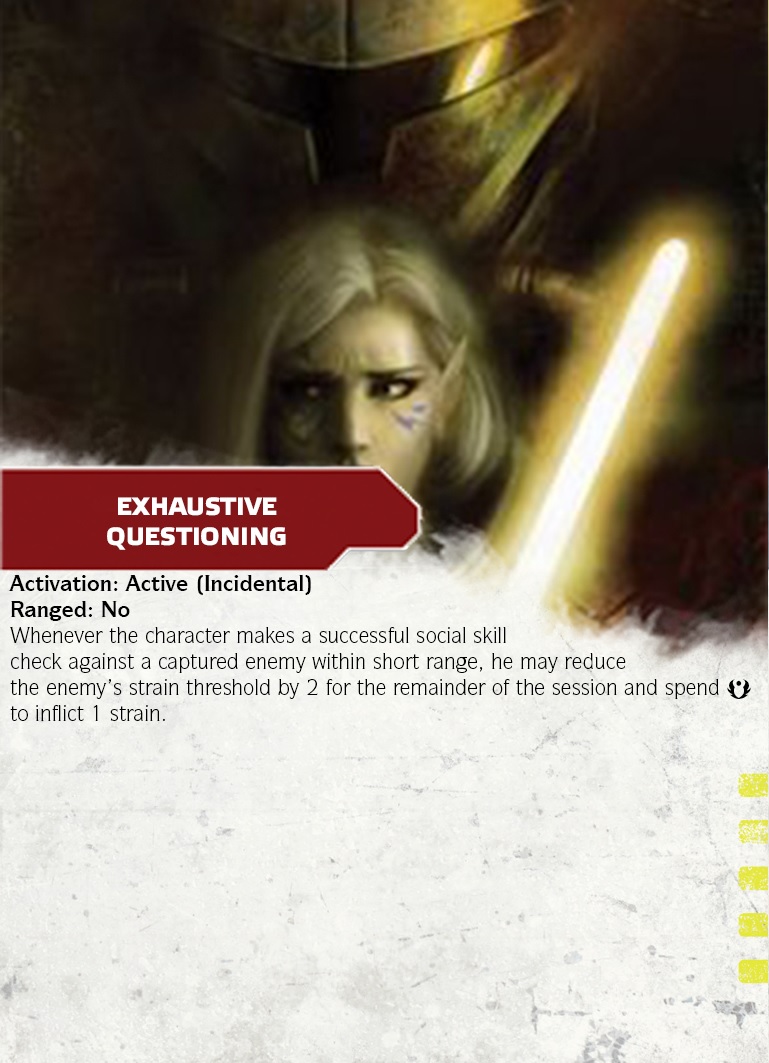 EXHAUSTIVE
QUESTIONING
Activation: Active (Incidental)
Ranged: No
Whenever the character makes a successful social skill
check against a captured enemy within short range, he may reduce
the enemy’s strain threshold by 2 for the remainder of the session and spend
to inflict 1 strain.